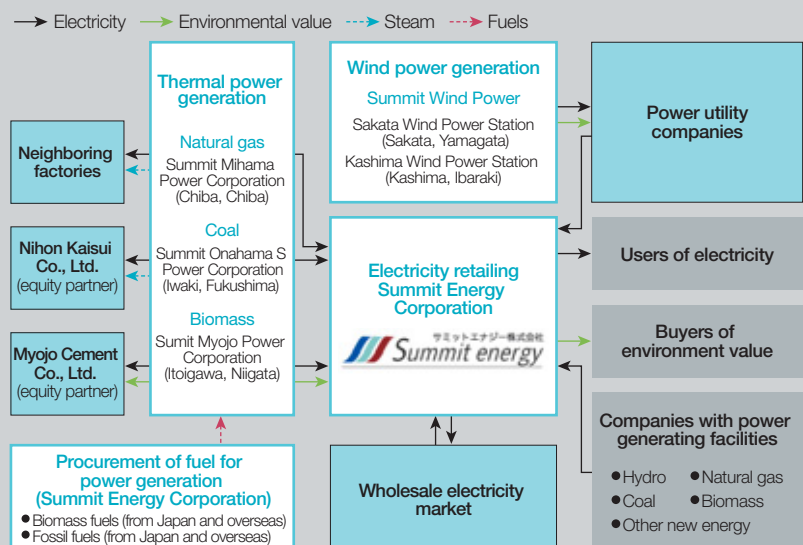 Electricity
Environmental value
Steam
Fuels
Thermal power
generation
Natural gas
Summit Mihama
Power Corporation
(Chiba, Chiba)
Coal
Summit Onahama S
Power Corporation
(Iwaki, Fukushima)
Biomass
Sumit Myojo Power
Corporation
(Itoigawa, Niigata)
Wind power generation
Summit Wind Power
Sakata Wind Power Station
(Sakata, Yamagata)
Kashima Wind Power Station
(Kashima, Ibaraki)
Power utility
companies
Neighboring
factories
Nihon Kaisui
Co., Ltd.
(equity partner)
Myojo Cement
Co., Ltd.
(equity partner)
Electricity retailing
Summit Energy
Corporation
サミットエナジー株式会社
Summit energy
Users of electricity
Buyers of
environment value
Companies with power
generating facilities
●Hydro ●Natural gas
●Coal ●Biomass
●Other new energy
Procurement of fuel for
power generation
(Summit Energy Corporation)
●Biomass fuels (from Japan and overseas)
●Fossil fuels (from Japan and overseas)
Wholesale electricity
market